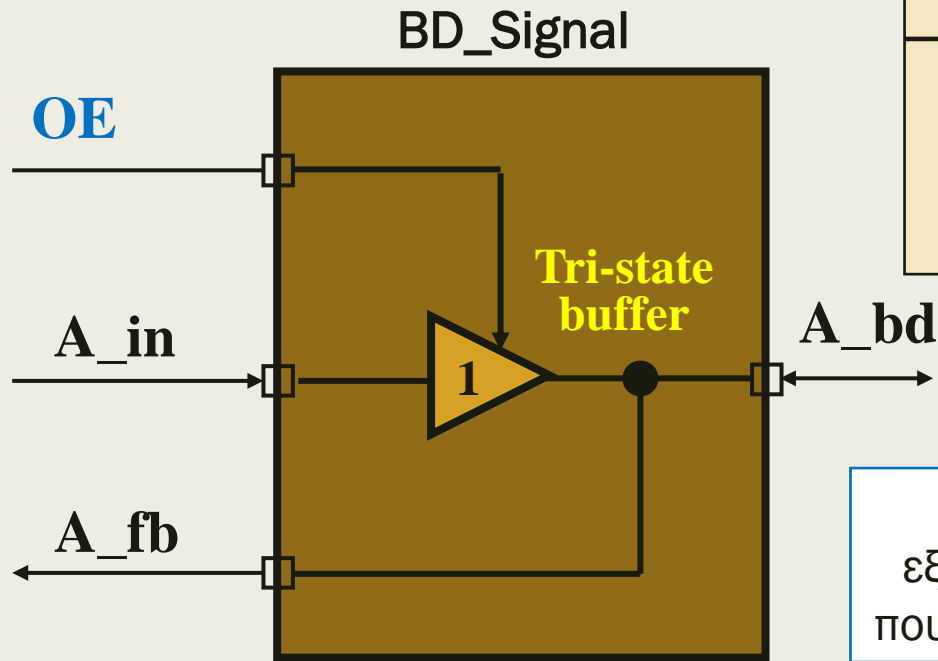 BD_Signal
OE
Tri-state
buffer
A_in
1
A_bd
A_fb